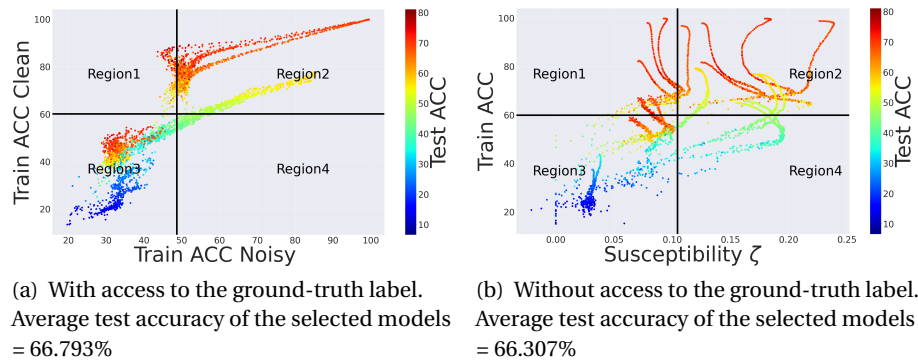 100
80
60
40
20
Train ACC Clean
Region1
Region2
Region3
Region4
20
30
40
50
60
70
80
90
100
Train ACC Noisy
80
70
60
50
40
30
20
10
Test ACC
100
80
60
40
20
Train ACC
Region1
Region2
Region3
Region4
0.00
0.05
0.10
0.15
0.20
0.25
Susceptibility ζ
80
70
60
50
40
30
20
10
Test ACC
(a) With access to the ground-truth label.
Average test accuracy of the selected models
= 66.793%
(b) Without access to the ground-truth label.
Average test accuracy of the selected models
= 66.307%